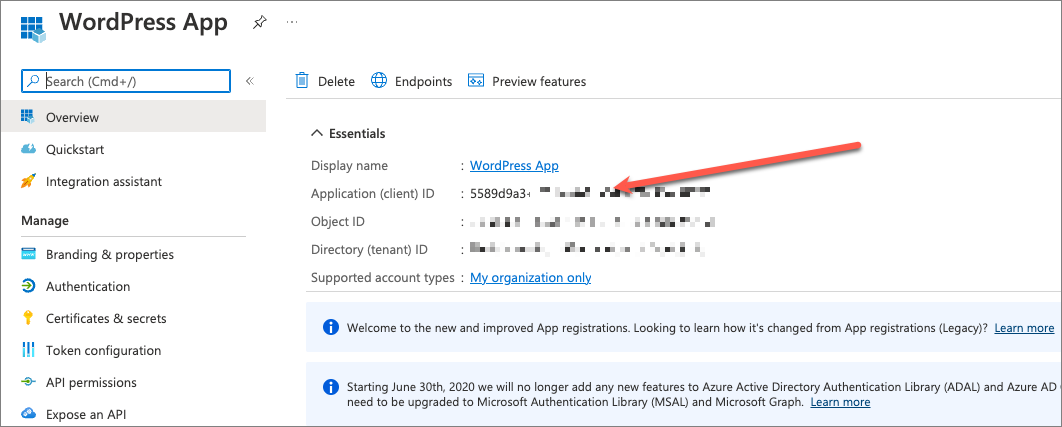 WordPress App
Search (Cmd+/)
Overview
Quickstart
Integration assistant
Manage
Branding & properties
Authentication
Certificates & secrets
Token configuration
API permissions
Expose an API
Delete
Endpoints
Preview features
Essentials
Display name : WordPress App
Application (client) ID : 5589d9a3-
Object ID :
Directory (tenant) ID :
Supported account types : My organization only
Welcome to the new and improved App registrations. Looking to learn how it's changed from App registrations (Legacy)? Learn more
Starting June 30th, 2020 we will no longer add any new features to Azure Active Directory Authentication Library (ADAL) and Azure AD
need to be upgraded to Microsoft Authentication Library (MSAL) and Microsoft Graph. Learn more